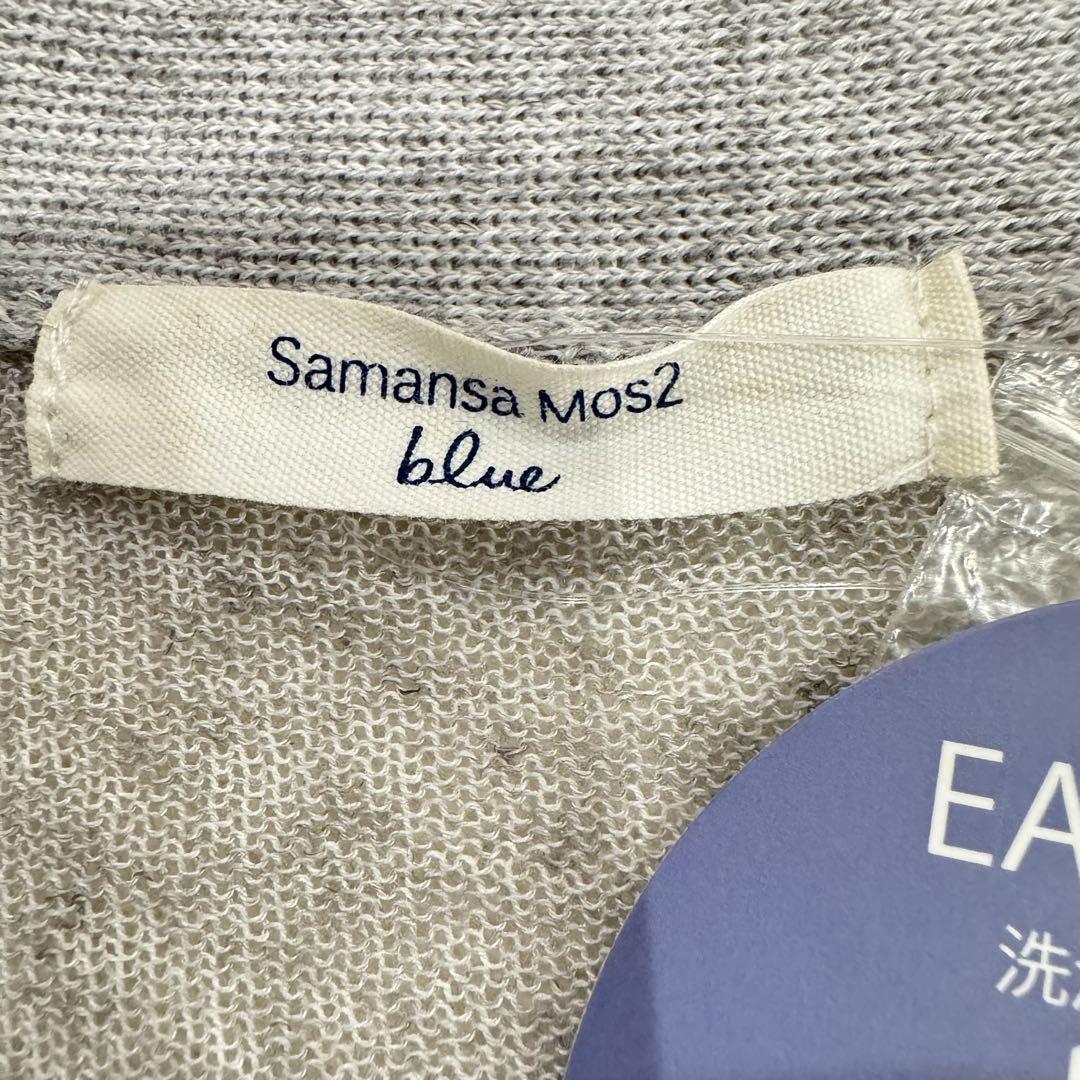 Samansa Mos2
blue
EA
洗